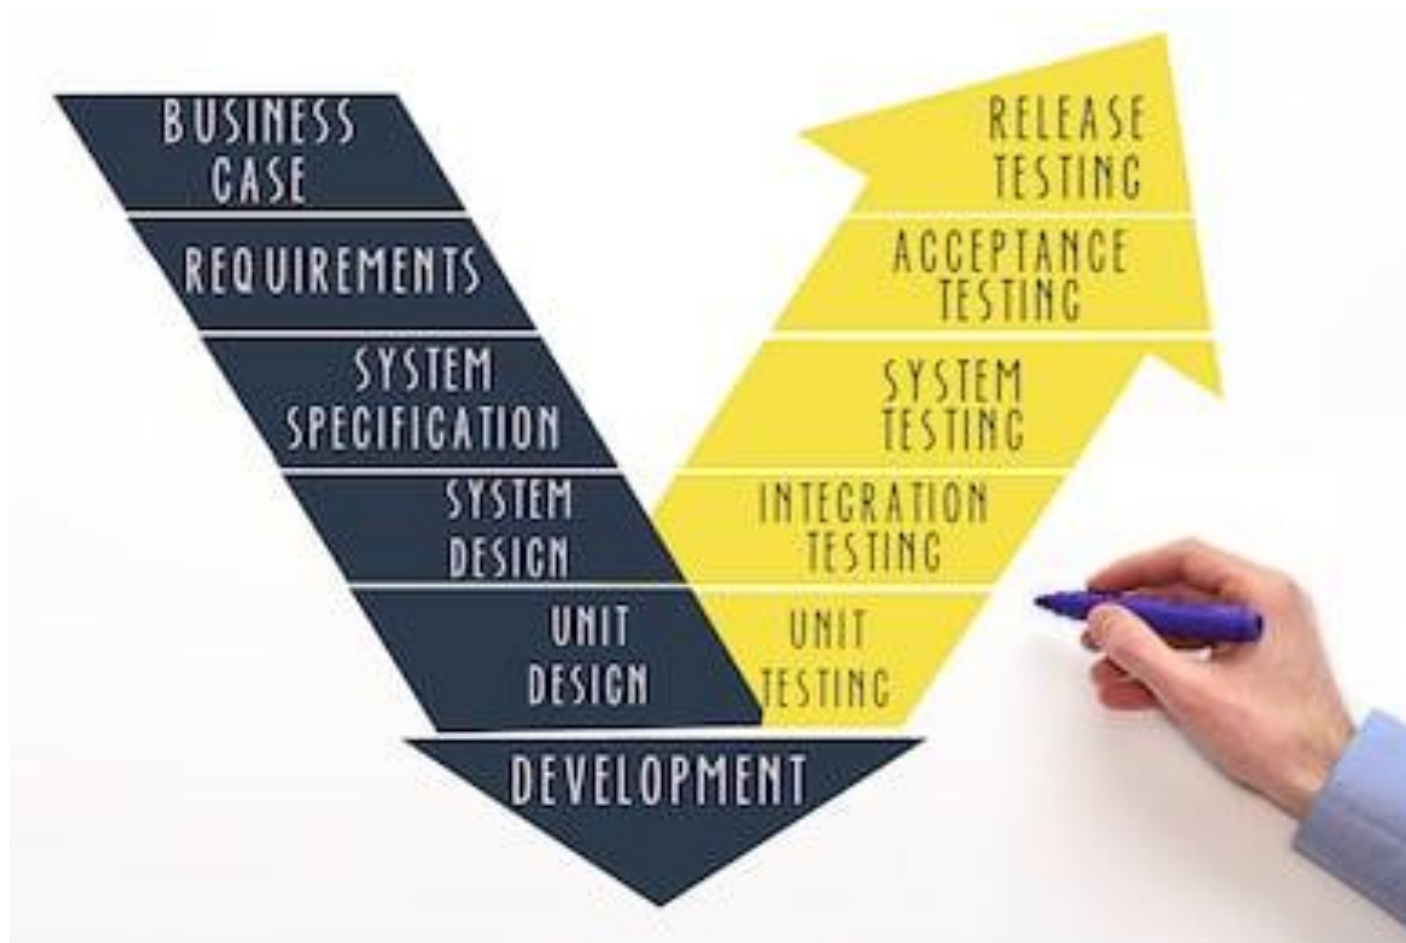 BUSINESS
CASE
REQUIREMENTS
SYSTEM
SPECIFICATION
SYSTEM
DESIGN
UNIT
DESIGN
DEVELOPMENT
RELEASE
TESTING
ACCEPTANCE
TESTING
SYSTEM
TESTING
INTEGRATION
TESTING
UNIT
TESTING